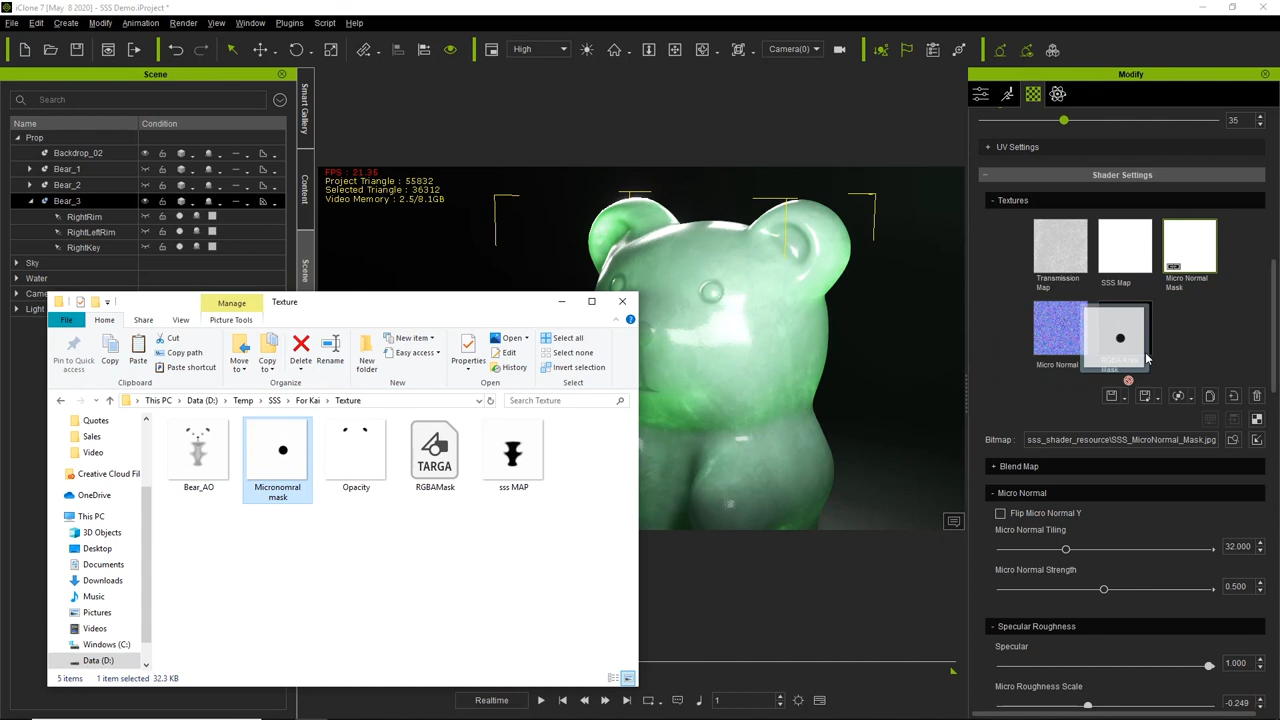 iClone 7 [May  8 2020] - SSS Demo.iProject *
File Edit Create Modify Animation Render View Window Plugins Script Help
High
Camera(0)
Scene
Modify
Search
Name Condition
Prop
Backdrop_02
Bear_1
Bear_2
Bear_3
RightRim
RightLeftRim
RightKey
Sky
Water
Smart Gallery
Content
Scene
FPS : 21.35
Project Triangle : 55832
Selected Triangle : 36312
Video Memory : 2.5/8.1GB
35
UV Settings
Shader Settings
Textures
Transmission Map
SSS Map
Micro Normal Mask
Micro Normal
RGBA Area Mask
Bitmap : sss_shader_resource\SSS_MicroNormal_Mask.jpg
Blend Map
Micro Normal
Flip Micro Normal Y
Micro Normal Tiling
32.000
Micro Normal Strength
0.500
Specular Roughness
Specular
1.000
Micro Roughness Scale
-0.249
Manage
Texture
File Home Share View Picture Tools
Pin to Quick access
Copy
Paste
Cut
Copy path
Paste shortcut
Clipboard
Move to
Copy to
Delete
Rename
Organize
New folder
New item
Easy access
New
Properties
Open
Edit
History
Open
Select all
Select none
Invert selection
Select
This PC
Data (D:)
Temp
SSS
For Kai
Texture
Search Texture
Quotes
Sales
Video
Creative Cloud Fil
OneDrive
This PC
3D Objects
Desktop
Documents
Downloads
Music
Pictures
Videos
Windows (C:)
Data (D:)
Bear_AO
Micronomral mask
Opacity
TARGA
RGBAMask
sss MAP
5 items 1 item selected 32.3 KB
Realtime
1